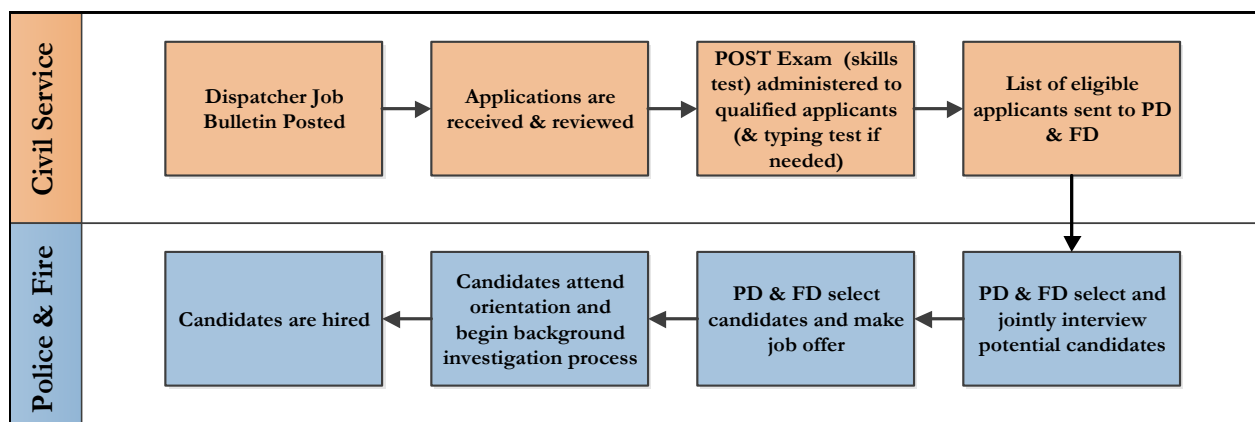 Civil Service
Dispatcher Job
Bulletin Posted
Applications are
received & reviewed
POST Exam  (skills
test) administered to
qualified applicants
(& typing test if
needed)
List of eligible
applicants sent to PD
& FD
Police & Fire
Candidates are hired
Candidates attend
orientation and
begin background
investigation process
PD & FD select
candidates and make
job offer
PD & FD select and
jointly interview
potential candidates